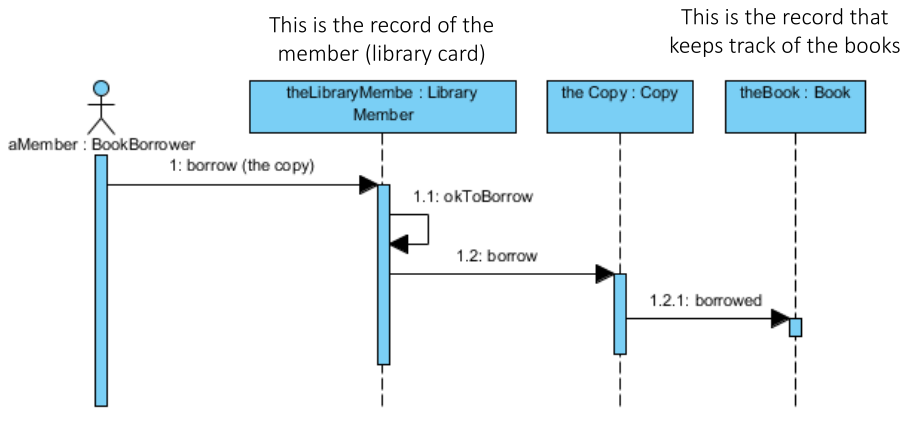 This is the record of the
member (library card)
This is the record that
keeps track of the books
aMember : BookBorrower
theLibraryMembe : Library
Member
the Copy : Copy
theBook : Book
1: borrow (the copy)
1.1: okToBorrow
1.2: borrow
1.2.1: borrowed